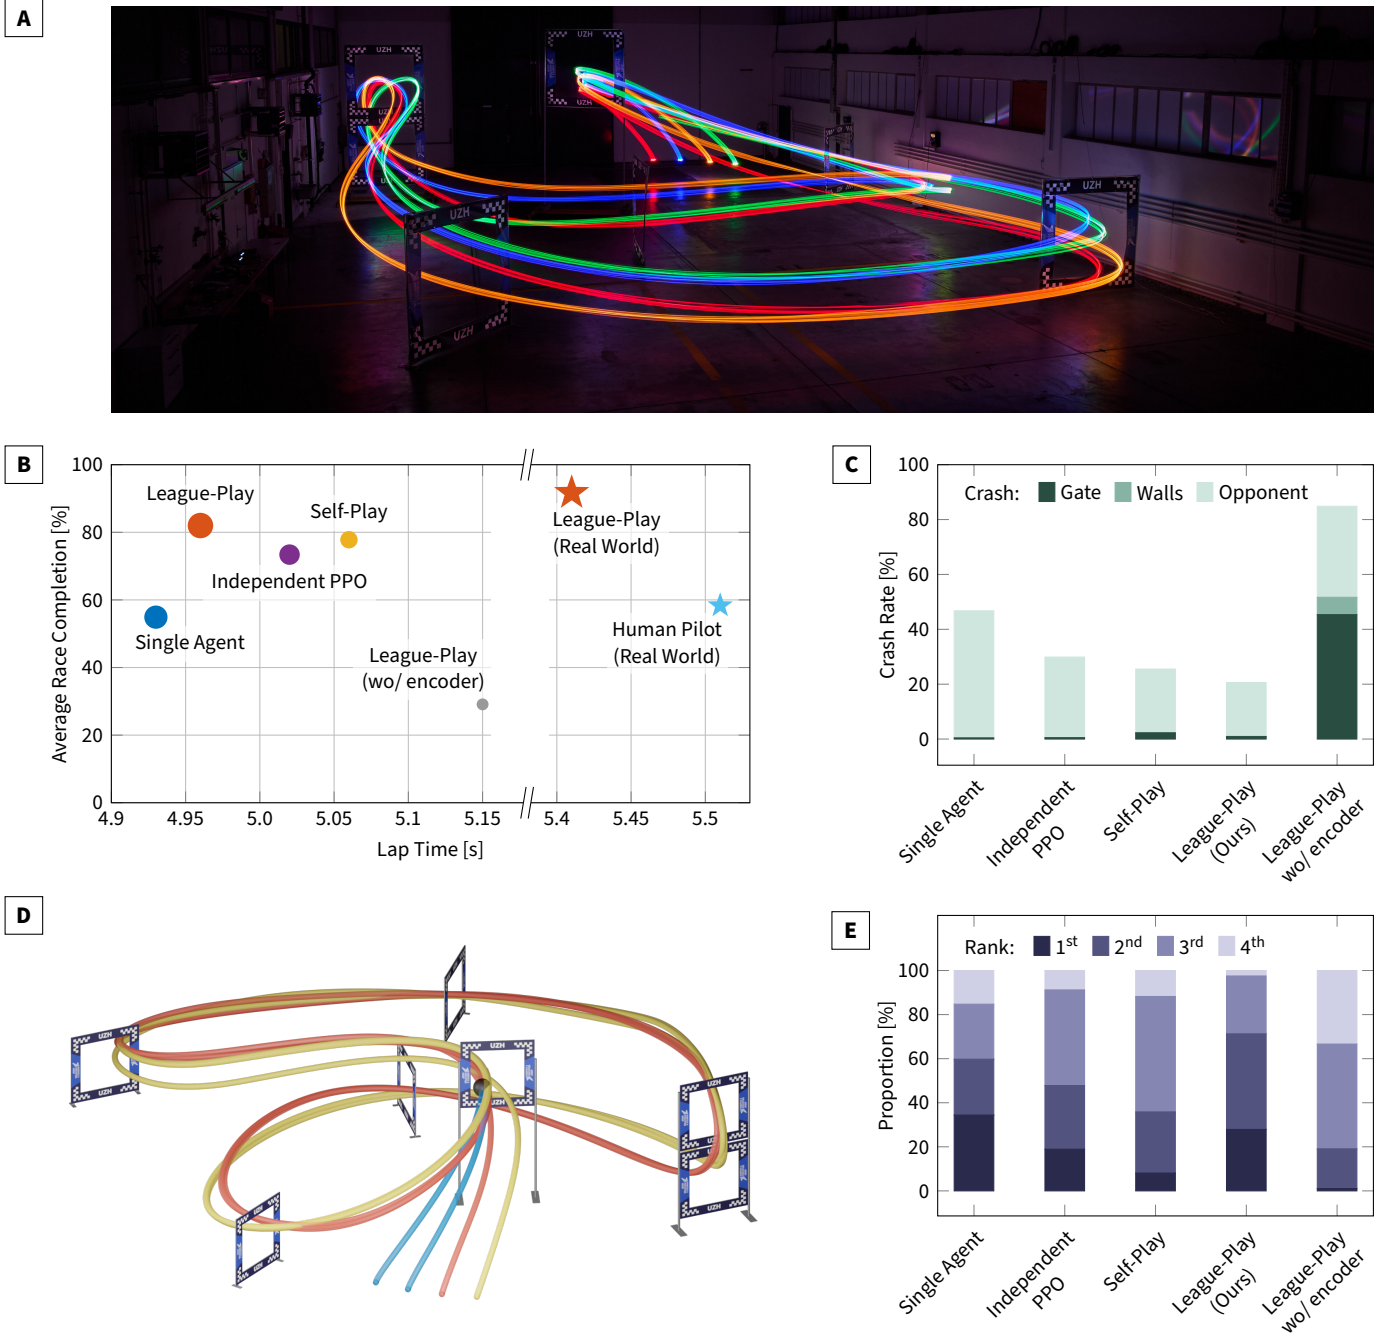 A
UZH
UZH
UZH
UZH
UZH
B
100
80
60
40
20
0
Average Race Completion [%]
League-Play
Self-Play
Independent PPO
Single Agent
League-Play
(wo/ encoder)
League-Play
(Real World)
Human Pilot
(Real World)
4.9
4.95
5.0
5.05
5.1
5.15
5.4
5.45
5.5
Lap Time [s]
C
100
80
60
40
20
0
Crash Rate [%]
Crash: Gate Walls Opponent
Single Agent
Independent
PPO
Self-Play
League-Play
(Ours)
League-Play
wo/ encoder
D
UZH
UZH
UZH
UZH
UZH
UZH
UZH
UZH
E
Rank: 1st 2nd 3rd 4th
100
80
60
40
20
0
Proportion [%]
Single Agent
Independent
PPO
Self-Play
League-Play
(Ours)
League-Play
wo/ encoder